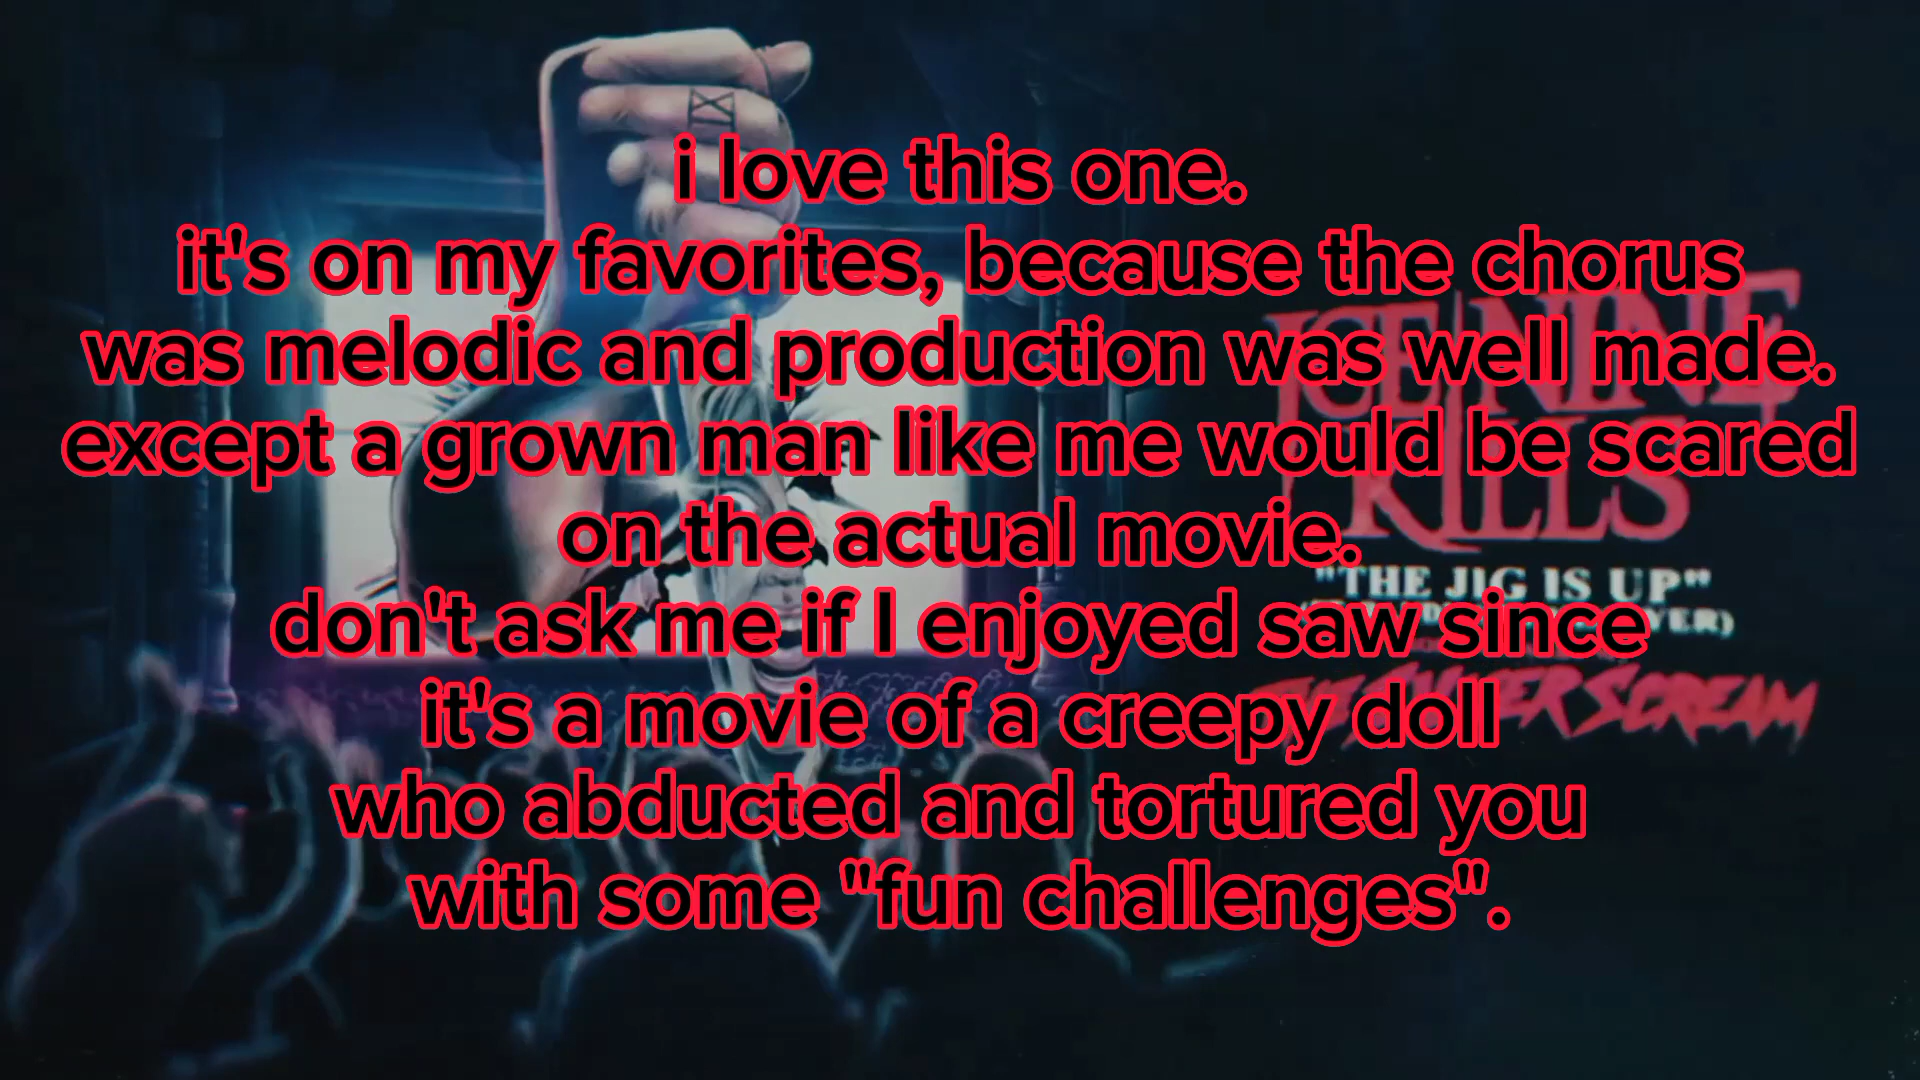 XI
i love this one.
it's on my favorites, because the chorus
was melodic and production was well made.
except a grown man like me would be scared
on the actual movie.
don't ask me if I enjoyed saw since
it's a movie of a creepy doll
who abducted and tortured you
with some "fun challenges".
ICE NINE
KILLS
"THE JIG IS UP"
SCREAM